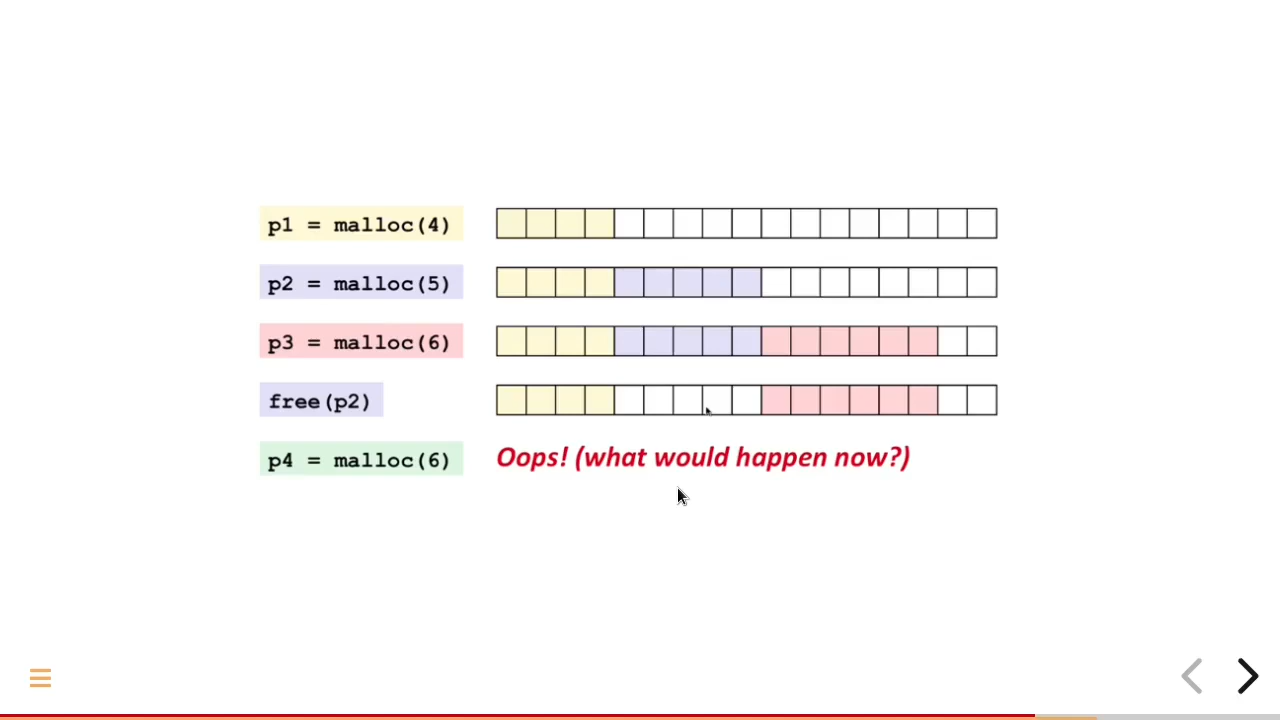 p1 = malloc(4)
p2 = malloc(5)
p3 = malloc(6)
free(p2)
p4 = malloc(6) Oops! (what would happen now?)